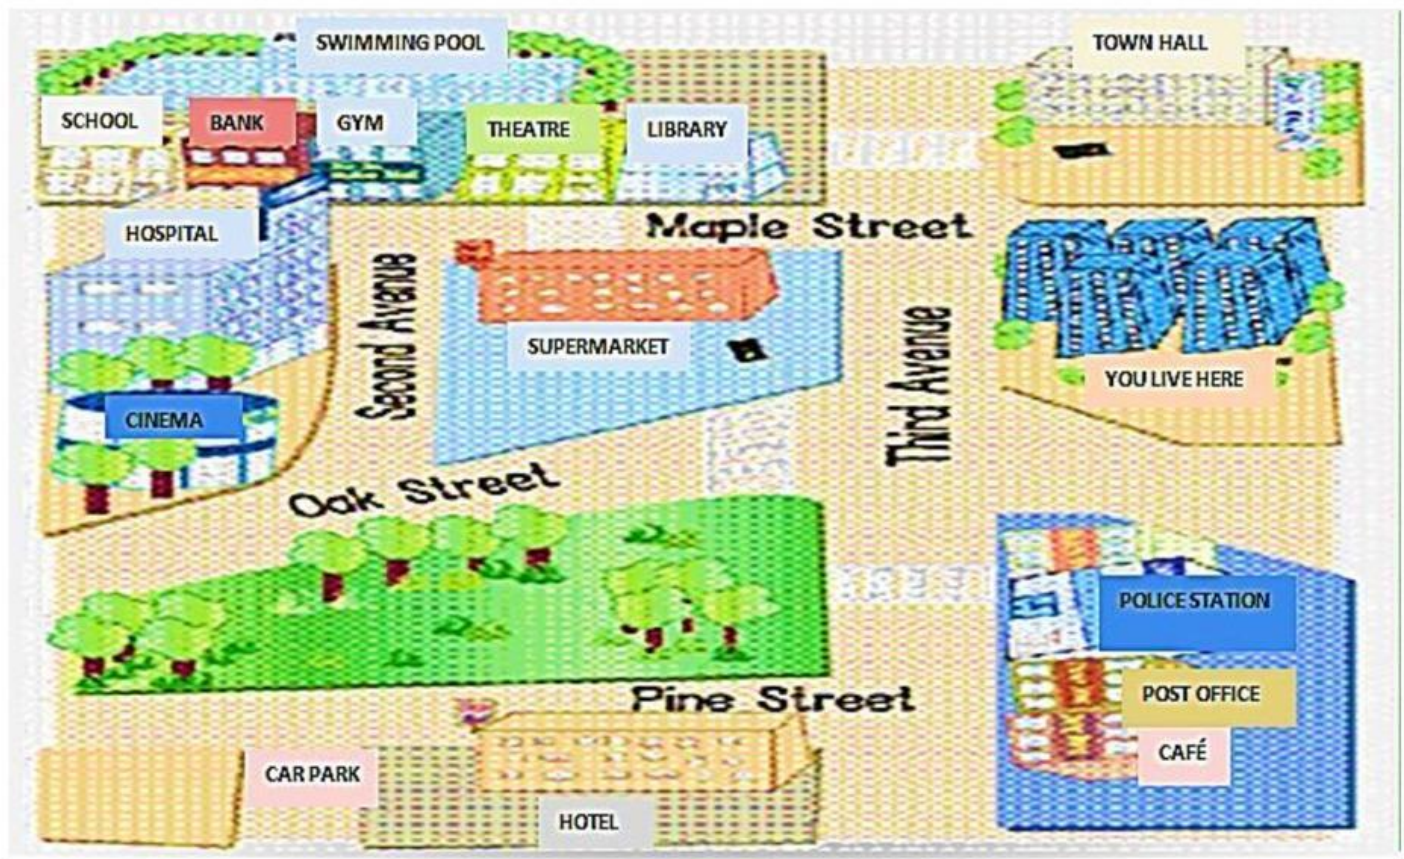 SWIMMING POOL
TOWN HALL
SCHOOL
BANK
GYM
THEATRE
LIBRARY
Maple Street
HOSPITAL
Second Avenue
SUPERMARKET
Third Avenue
YOU LIVE HERE
CINEMA
Oak Street
POLICE STATION
POST OFFICE
Pine Street
CAFÉ
CAR PARK
HOTEL